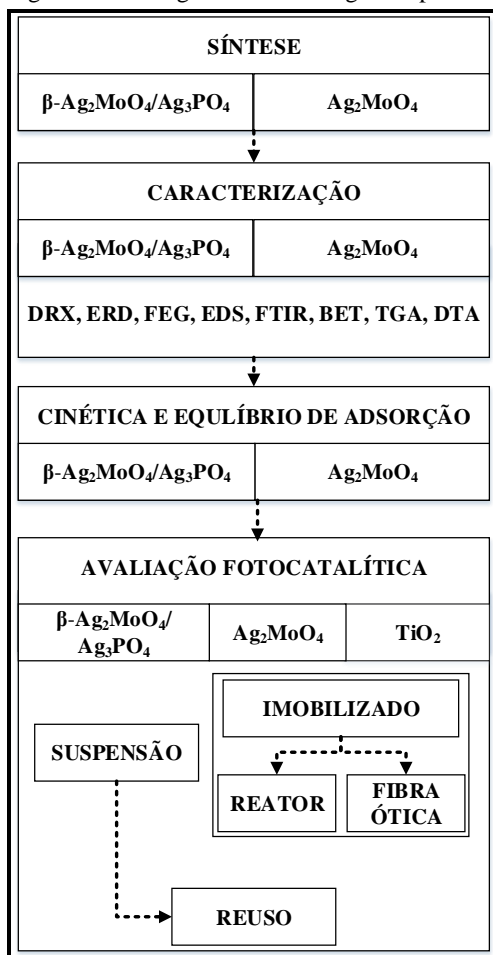 SÍNTESE
β-Ag₂MoO₄/Ag₃PO₄ Ag₂MoO₄
CARACTERIZAÇÃO
β-Ag₂MoO₄/Ag₃PO₄ Ag₂MoO₄
DRX, ERD, FEG, EDS, FTIR, BET, TGA, DTA
CINÉTICA E EQULÍBRIO DE ADSORÇÃO
β-Ag₂MoO₄/Ag₃PO₄ Ag₂MoO₄
AVALIAÇÃO FOTOCATALÍTICA
β-Ag₂MoO₄/
Ag₃PO₄
Ag₂MoO₄
TiO₂
IMOBILIZADO
SUSPENSÃO
REATOR
FIBRA
ÓTICA
REUSO